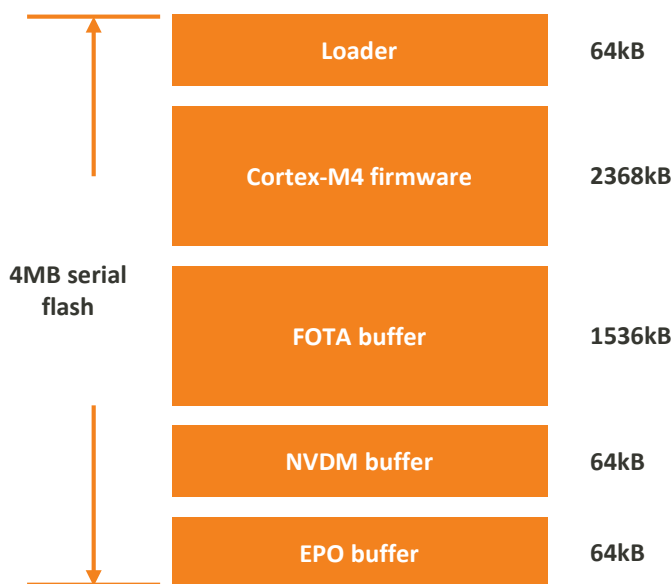 Loader
64kB
Cortex-M4 firmware
2368kB
4MB serial
flash
FOTA buffer
1536kB
NVDM buffer
64kB
EPO buffer
64kB